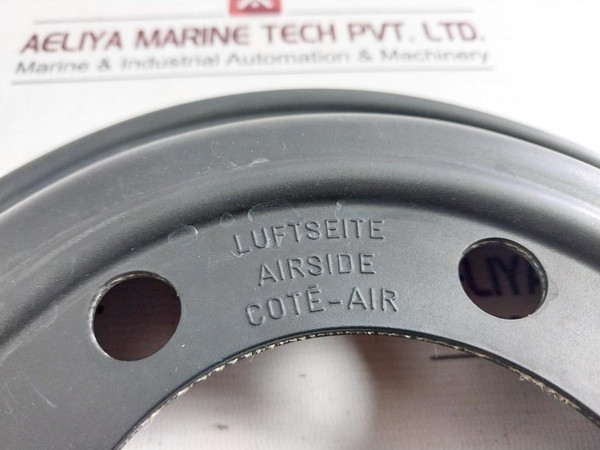 AELIYA MARINE TECH PVT. LTD.
Marine & Industrial Automation & Machinery
LUFTSEITE
AIRSIDE
COTÉ-AIR